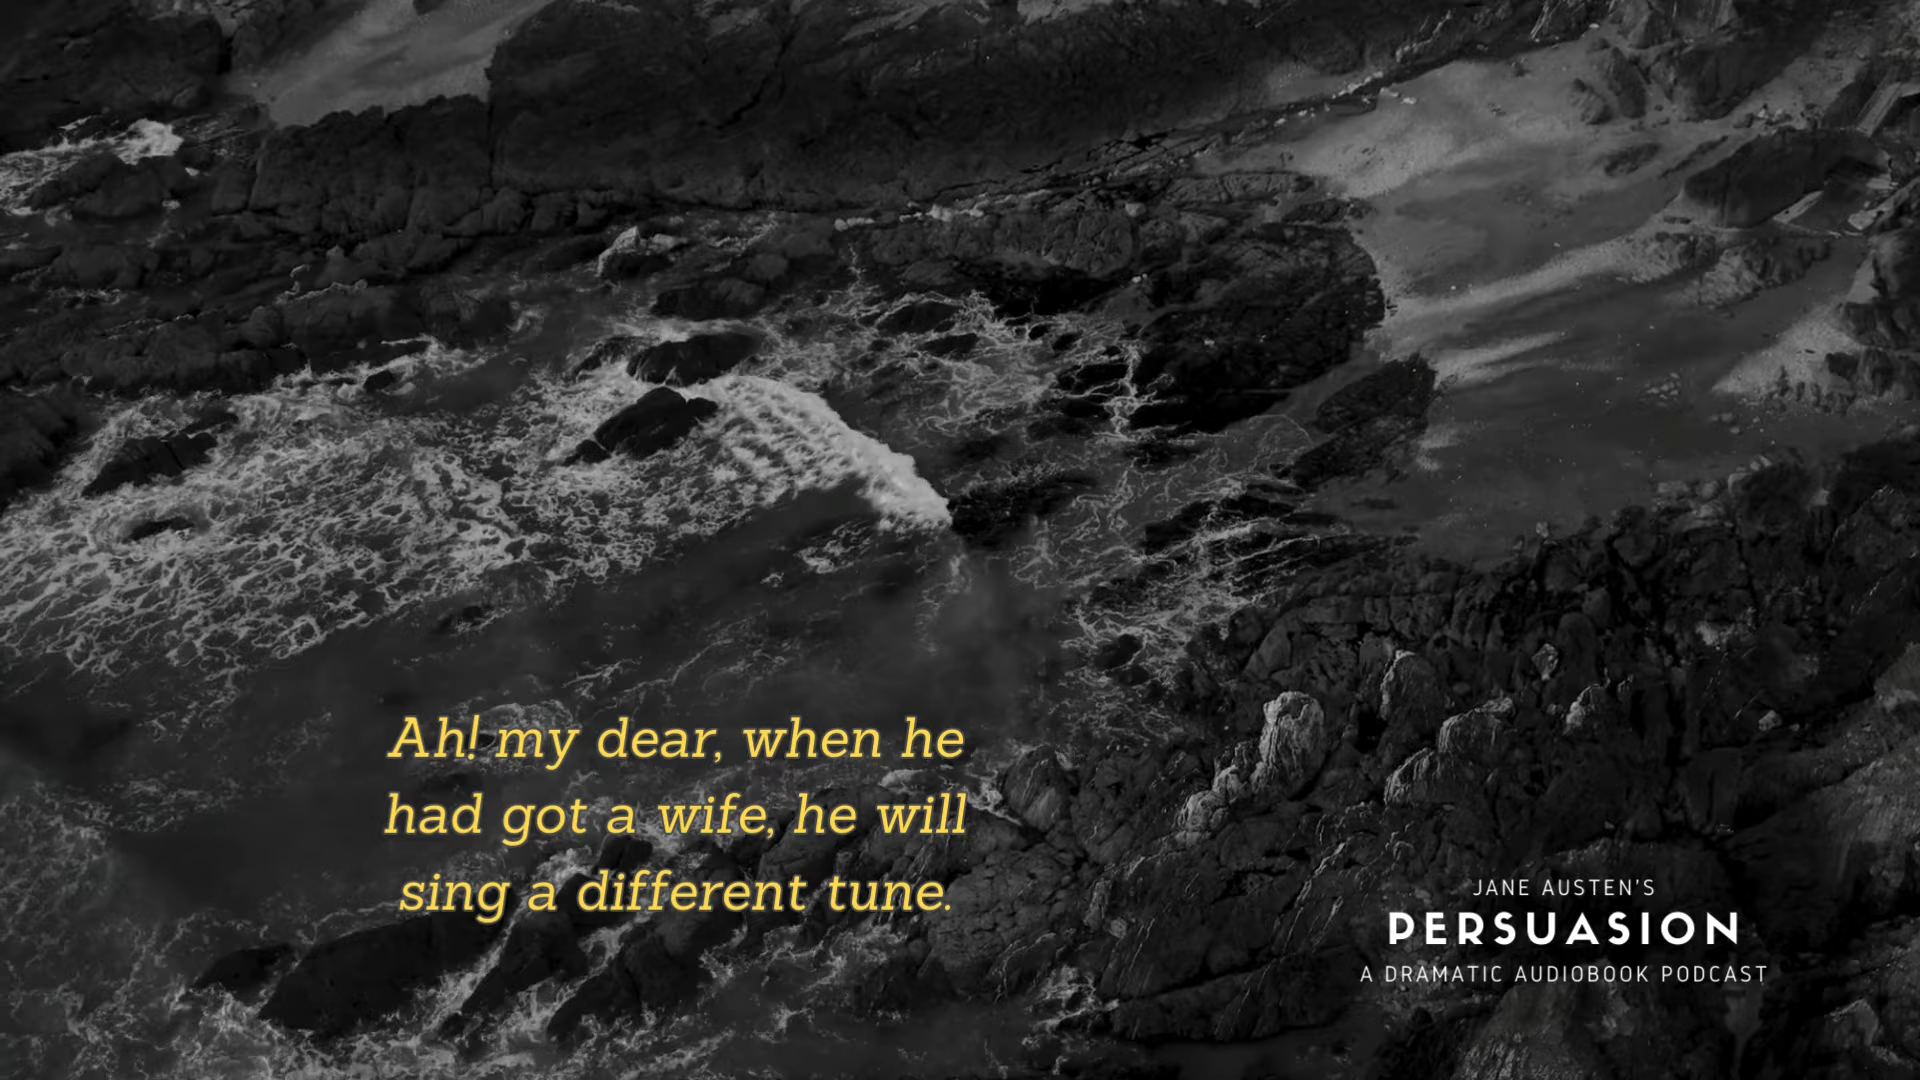 Ah! my dear, when he
had got a wife, he will
sing a different tune.
JANE AUSTEN'S
PERSUASION
A DRAMATIC AUDIOBOOK PODCAST